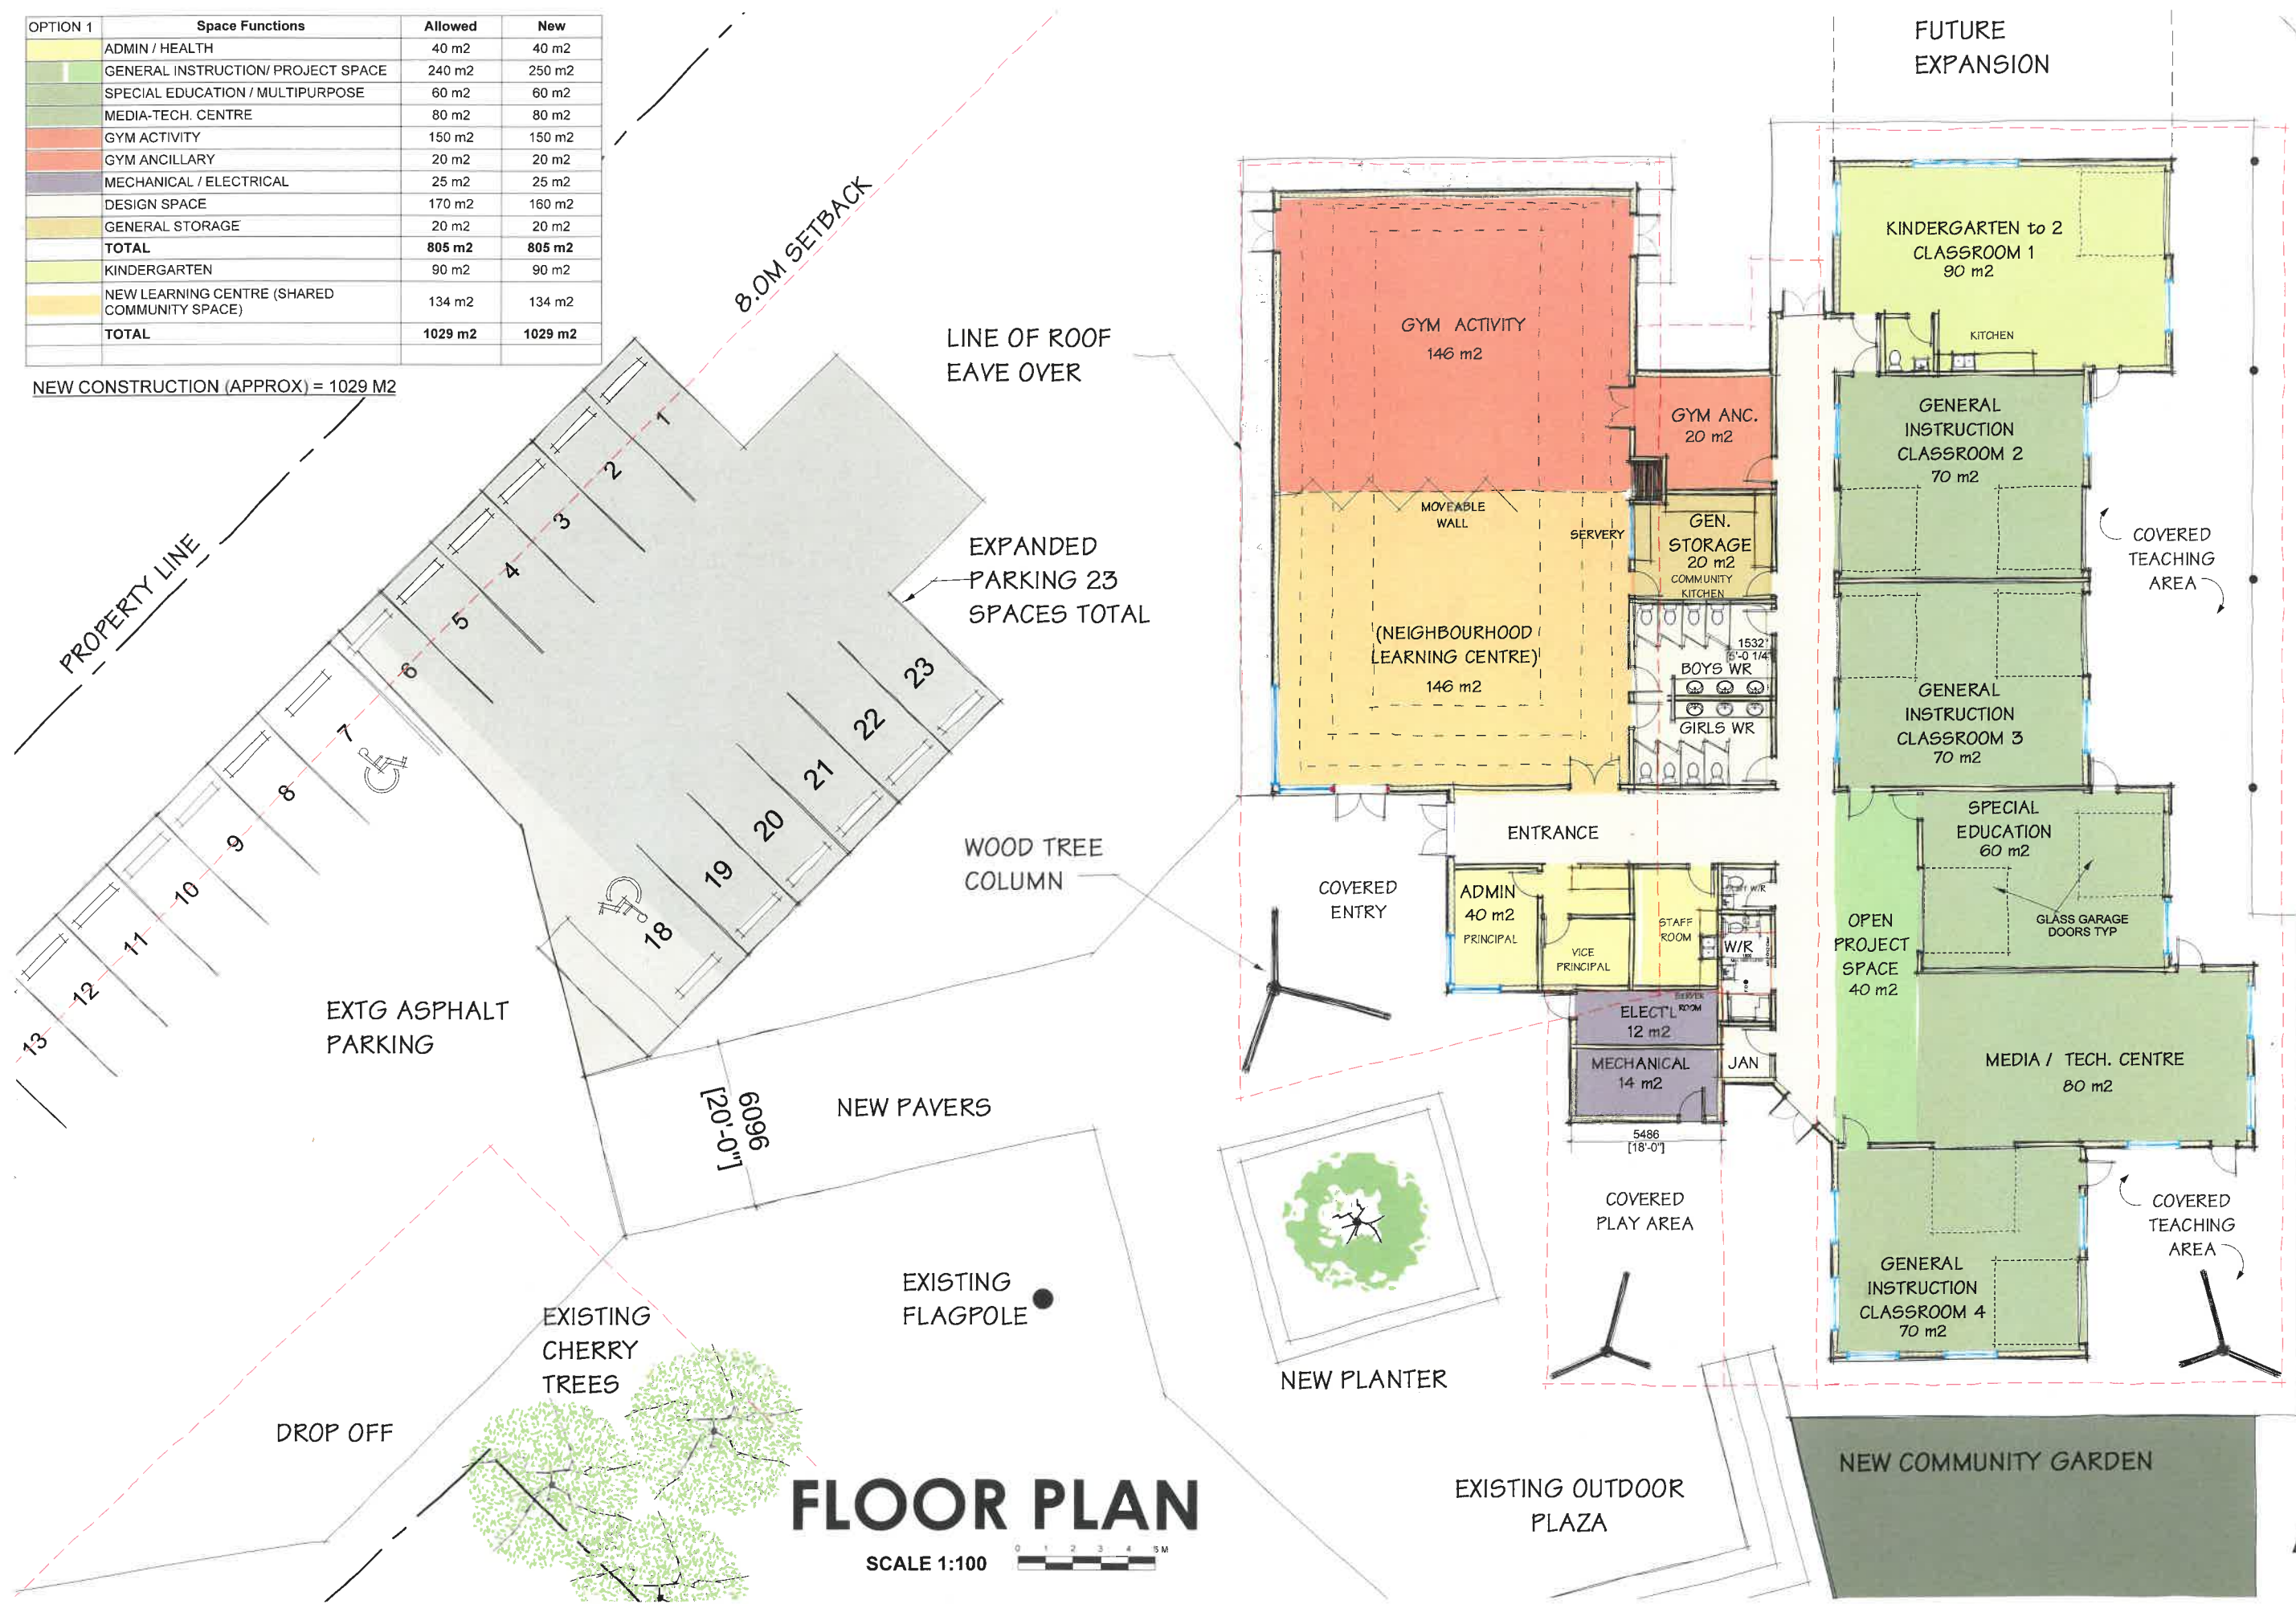 OPTION 1 Space Functions Allowed New
ADMIN / HEALTH 40 m2 40 m2
GENERAL INSTRUCTION/ PROJECT SPACE 240 m2 250 m2
SPECIAL EDUCATION / MULTIPURPOSE 60 m2 60 m2
MEDIA-TECH. CENTRE 80 m2 80 m2
GYM ACTIVITY 150 m2 150 m2
GYM ANCILLARY 20 m2 20 m2
MECHANICAL / ELECTRICAL 25 m2 25 m2
DESIGN SPACE 170 m2 160 m2
GENERAL STORAGE 20 m2 20 m2
TOTAL 805 m2 805 m2
KINDERGARTEN 90 m2 90 m2
NEW LEARNING CENTRE (SHARED
COMMUNITY SPACE) 134 m2 134 m2
TOTAL 1029 m2 1029 m2
NEW CONSTRUCTION (APPROX) = 1029 M2
PROPERTY LINE
8.0M SETBACK
LINE OF ROOF
EAVE OVER
EXPANDED
PARKING 23
SPACES TOTAL
1
2
3
4
5
6
7
8
9
10
11
12
13
18
19
20
21
22
23
EXTG ASPHALT
PARKING
WOOD TREE
COLUMN
6096
[20'-0"]
NEW PAVERS
EXISTING
FLAGPOLE
EXISTING
CHERRY
TREES
DROP OFF
FLOOR PLAN
SCALE 1:100
0 1 2 3 4 5 M
FUTURE
EXPANSION
KINDERGARTEN to 2
CLASSROOM 1
90 m2
KITCHEN
GYM ACTIVITY
146 m2
GYM ANC.
20 m2
GENERAL
INSTRUCTION
CLASSROOM 2
70 m2
MOVEABLE
WALL
SERVERY
GEN.
STORAGE
20 m2
COMMUNITY
KITCHEN
COVERED
TEACHING
AREA
(NEIGHBOURHOOD
LEARNING CENTRE)
146 m2
1532
[5'-0 1/4"
BOYS WR
GIRLS WR
GENERAL
INSTRUCTION
CLASSROOM 3
70 m2
ENTRANCE
SPECIAL
EDUCATION
60 m2
GLASS GARAGE
DOORS TYP
COVERED
ENTRY
ADMIN
40 m2
PRINCIPAL
VICE
PRINCIPAL
STAFF
ROOM
W/R
OPEN
PROJECT
SPACE
40 m2
SERVER
ROOM
ELECT'L
12 m2
MECHANICAL
14 m2
JAN
MEDIA / TECH. CENTRE
80 m2
5486
[18'-0"]
COVERED
PLAY AREA
GENERAL
INSTRUCTION
CLASSROOM 4
70 m2
COVERED
TEACHING
AREA
NEW PLANTER
EXISTING OUTDOOR
PLAZA
NEW COMMUNITY GARDEN